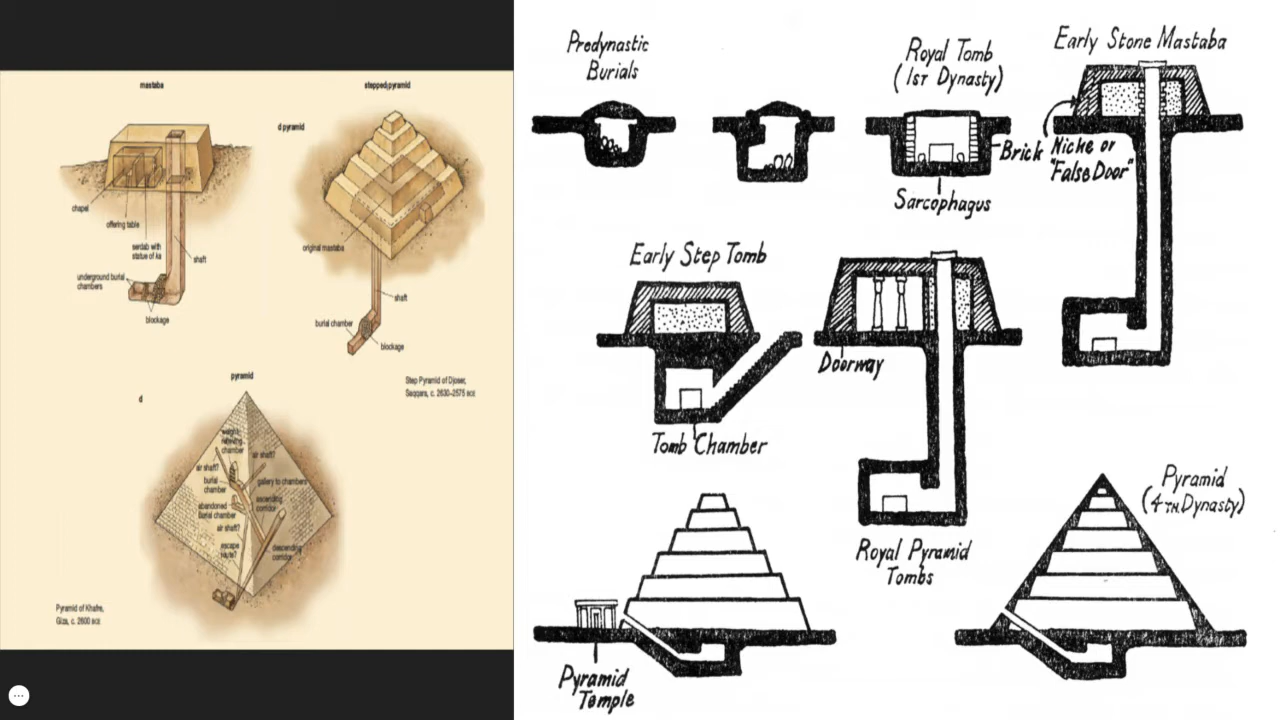 mastaba
stepped pyramid
d pyramid
chapel
offering table
serdab with
statue of ka
shaft
underground burial
chambers
blockage
original mastaba
shaft
burial chamber
blockage
Step Pyramid of Djoser,
Saqqara, c. 2630–2575 BCE
pyramid
d
weight-
relieving
chamber
air shaft?
air shaft?
burial
chamber
gallery to chambers
abandoned
burial chamber
ascending
corridor
air shaft?
escape
route?
descending
corridor
Pyramid of Khafre,
Giza, c. 2600 BCE
Predynastic
Burials
Royal Tomb
(1ST Dynasty)
Brick
Sarcophagus
Early Stone Mastaba
Niche or
"False Door"
Early Step Tomb
Tomb Chamber
Doorway
Royal Pyramid
Tombs
Pyramid
Temple
Pyramid
(4TH. Dynasty)